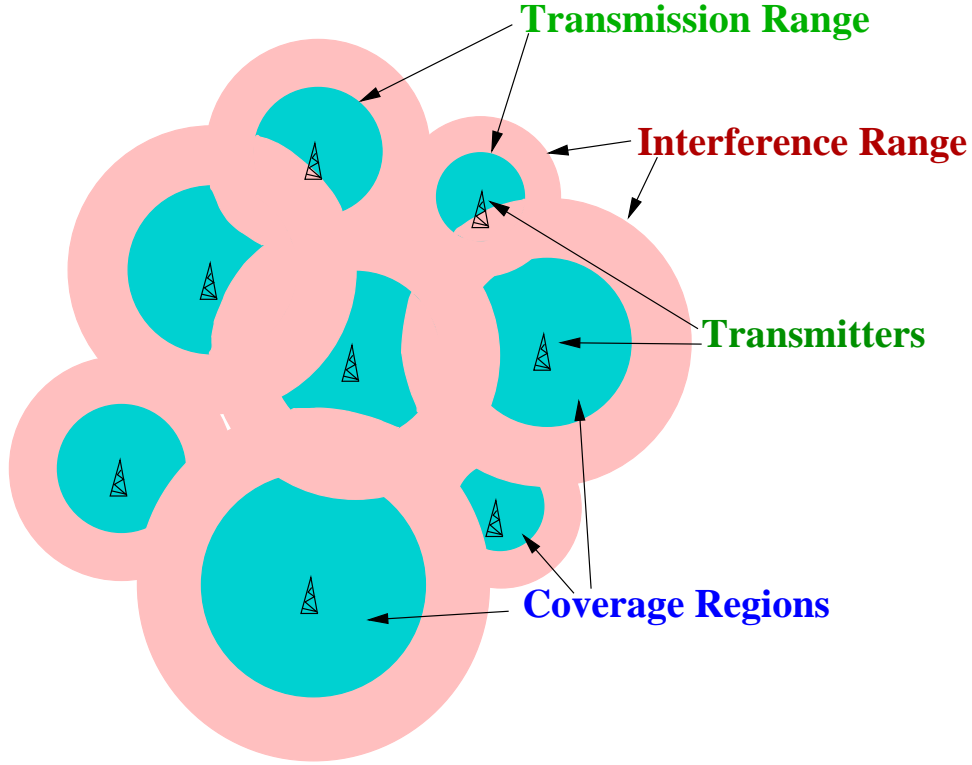 Transmission Range
Interference Range
Transmitters
Coverage Regions